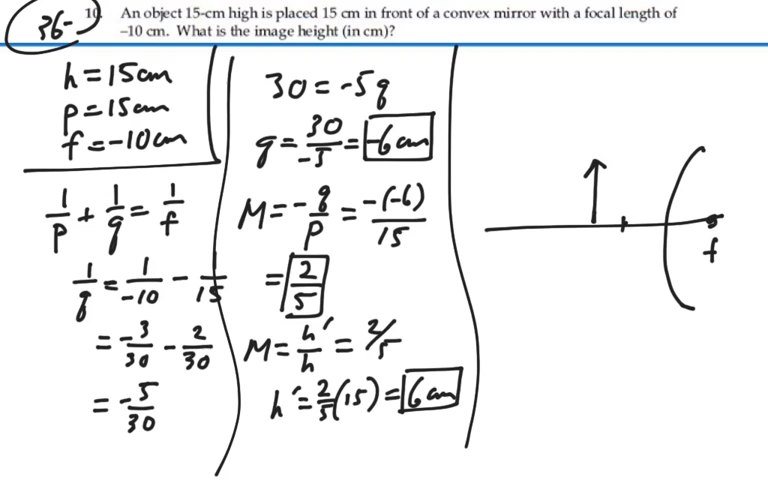 36-
10. An object 15-cm high is placed 15 cm in front of a convex mirror with a focal length of
–10 cm. What is the image height (in cm)?
h = 15cm
p = 15cm
f = -10cm
1/p + 1/q = 1/f
1/q = 1/-10 - 1/15
= -3/30 - 2/30
= -5/30
30 = -5q
q = 30/-5 = -6cm
M = -q/p = -(-6)/15
= 2/5
M = h'/h = 2/5
h' = 2/5(15) = 6cm
f